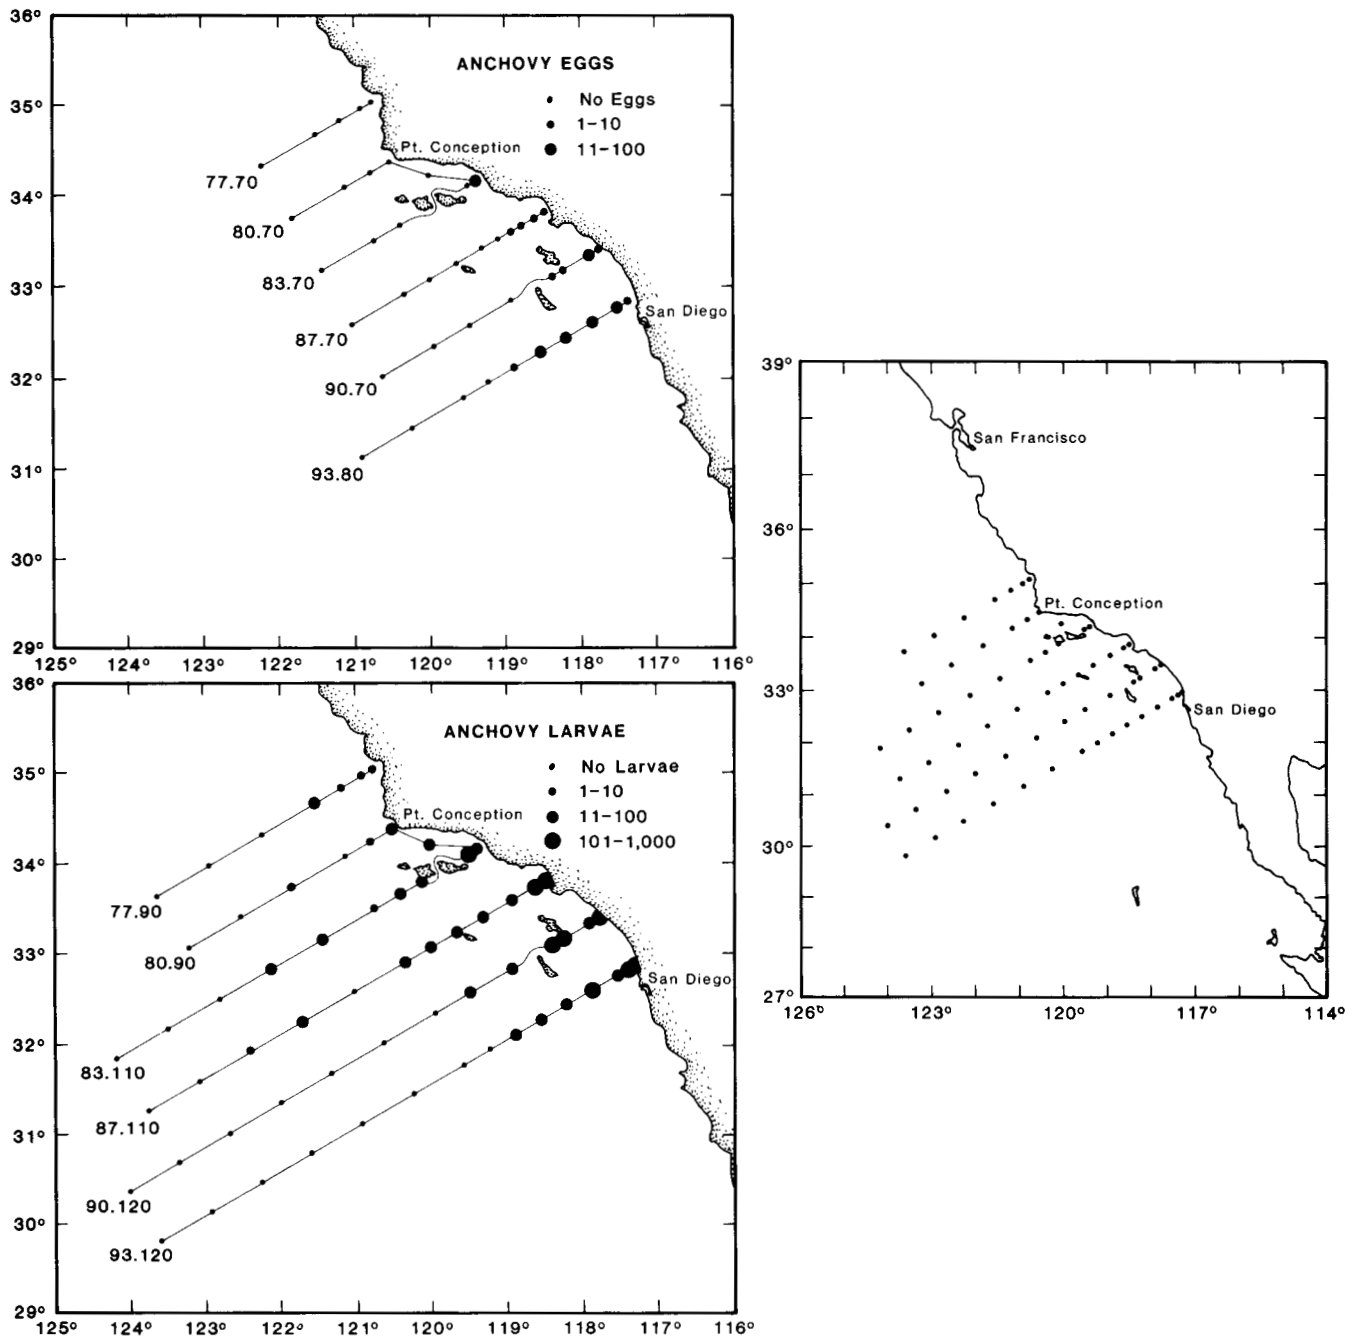 36°
35°
34°
33°
32°
31°
30°
29°
ANCHOVY EGGS
No Eggs
1–10
11–100
Pt. Conception
San Diego
77.70
80.70
83.70
87.70
90.70
93.80
125° 124° 123° 122° 121° 120° 119° 118° 117° 116°
36°
35°
34°
33°
32°
31°
30°
29°
ANCHOVY LARVAE
No Larvae
1–10
11–100
101–1,000
Pt. Conception
San Diego
77.90
80.90
83.110
87.110
90.120
93.120
125° 124° 123° 122° 121° 120° 119° 118° 117° 116°
39°
36°
33°
30°
27°
San Francisco
Pt. Conception
San Diego
126° 123° 120° 117° 114°